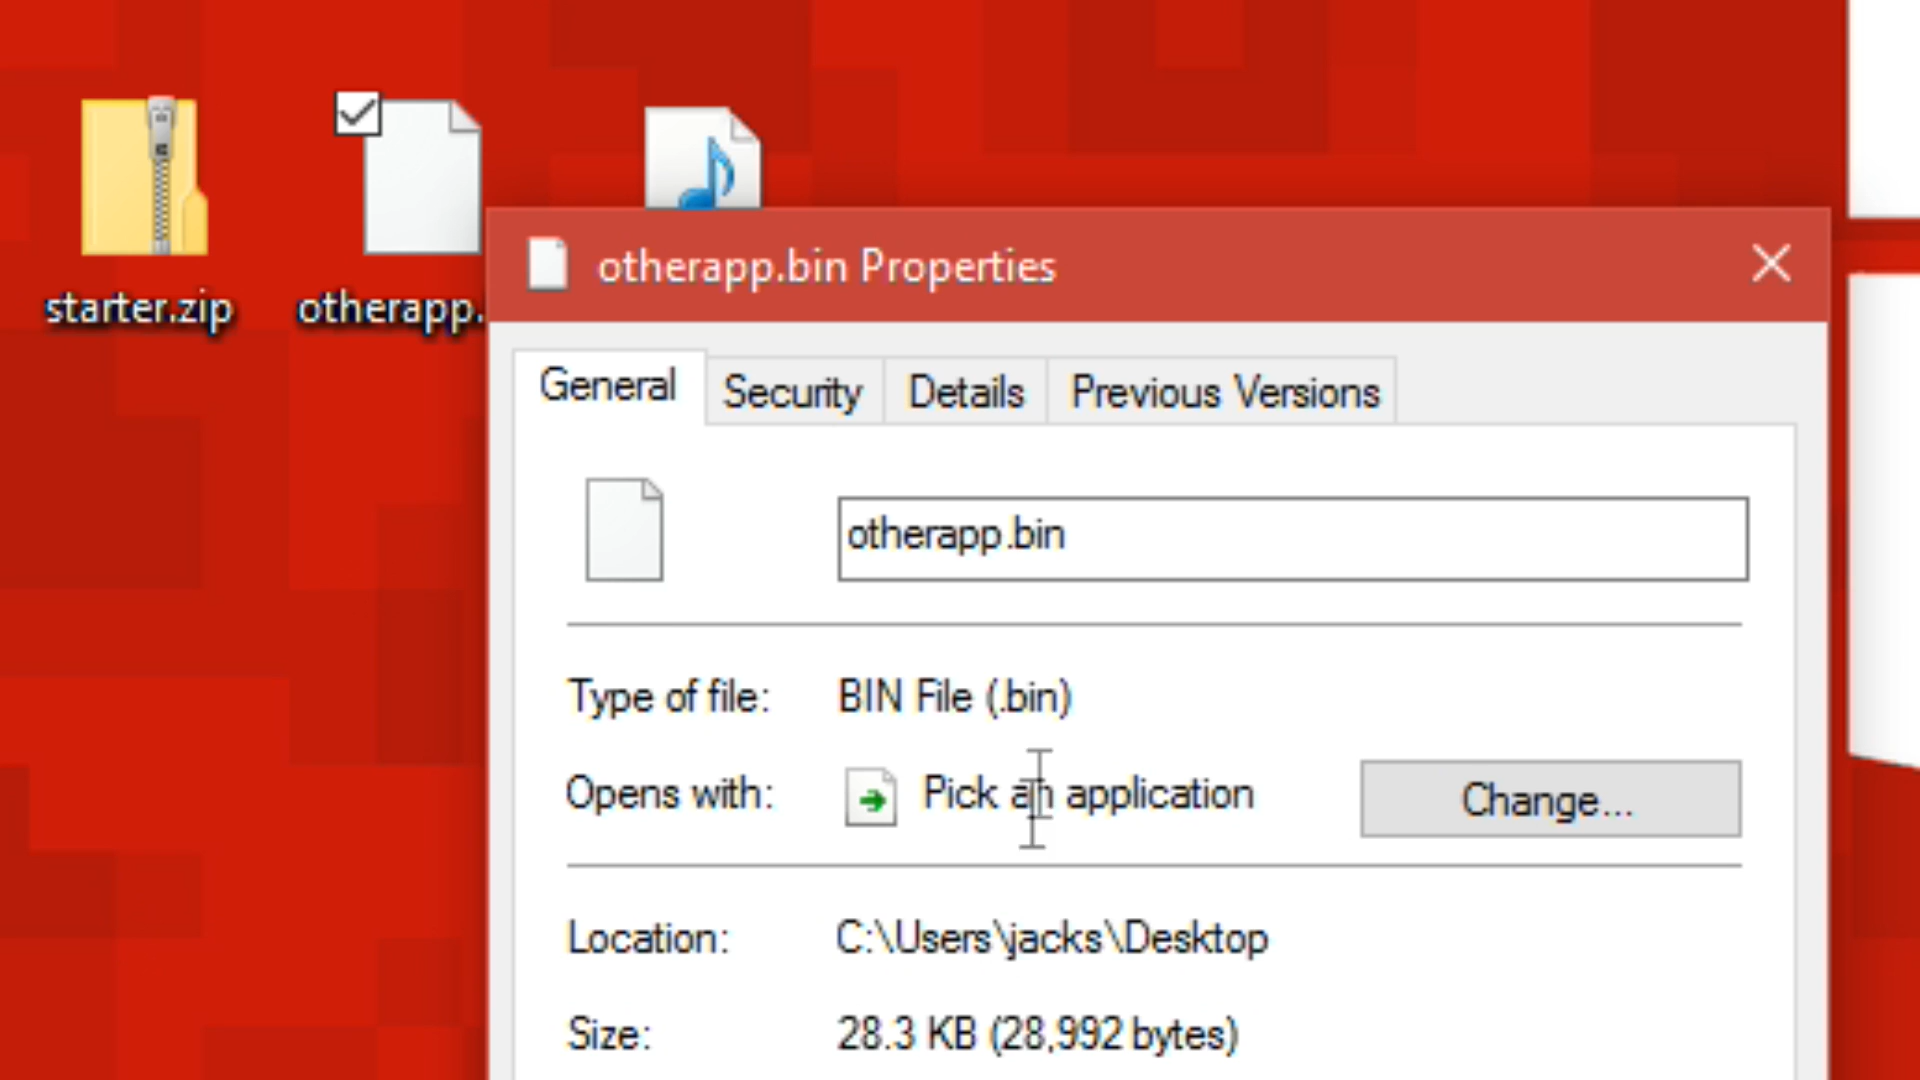 starter.zip
otherapp.
otherapp.bin Properties
General
Security
Details
Previous Versions
otherapp.bin
Type of file:
BIN File (.bin)
Opens with:
Pick an application
Change...
Location:
C:\Users\jacks\Desktop
Size:
28.3 KB (28,992 bytes)